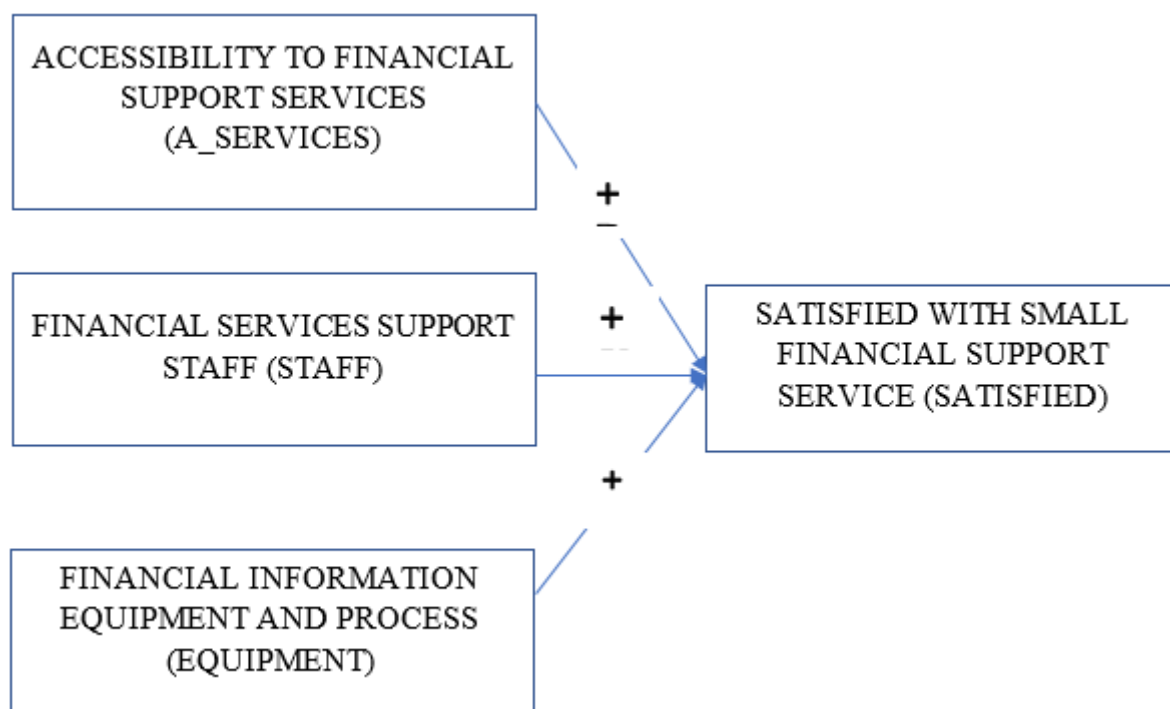 ACCESSIBILITY TO FINANCIAL
SUPPORT SERVICES
(A_SERVICES)
+
FINANCIAL SERVICES SUPPORT
STAFF (STAFF)
+
SATISFIED WITH SMALL
FINANCIAL SUPPORT
SERVICE (SATISFIED)
+
FINANCIAL INFORMATION
EQUIPMENT AND PROCESS
(EQUIPMENT)